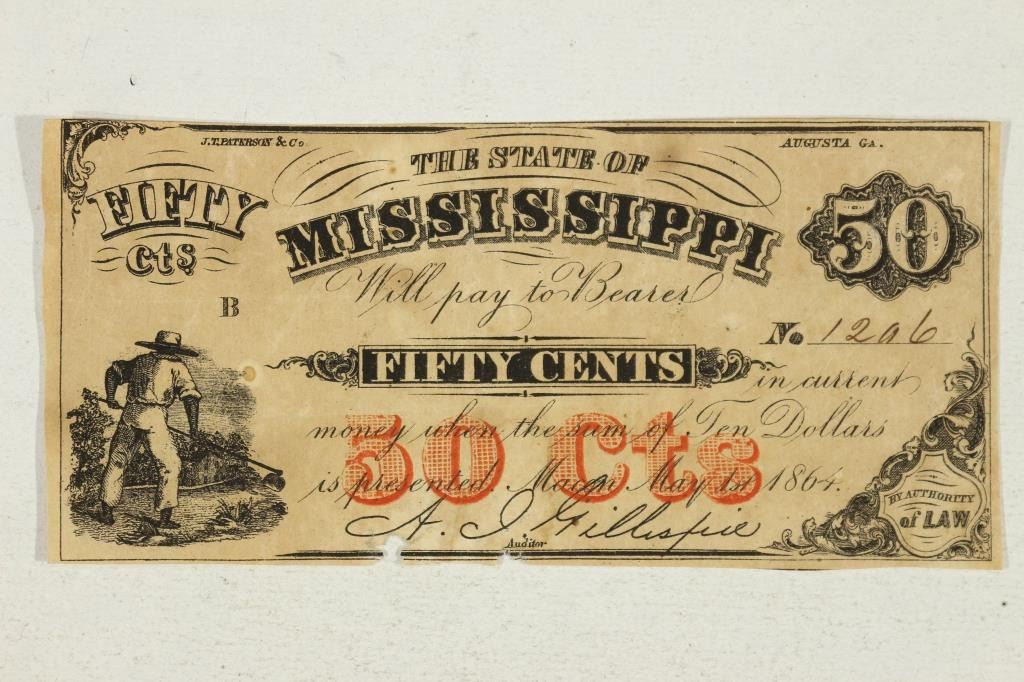 J.T. PATERSON & Co.
AUGUSTA GA.
THE STATE OF
MISSISSIPPI
FIFTY
cts
50
Will pay to Bearer
B
No 1296
FIFTY CENTS
in current
money when the sum of Ten Dollars
is presented. Macon May 1st 1864.
50 Cts
A. J. Gillespie
Auditor
BY AUTHORITY
of LAW